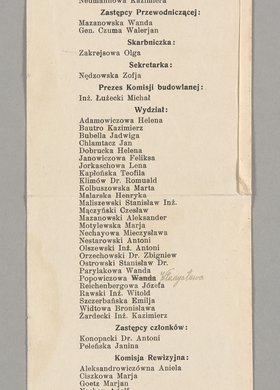 Neumannowa Kazimiera
Zastępcy Przewodniczącej:
Mazanowska Wanda
Gen. Czuma Walerjan
Skarbniczka:
Zakrejsowa Olga
Sekretarka:
Nędzowska Zofja
Prezes Komisji budowlanej:
Inż. Łużecki Michał
Wydział:
Adamowiczowa Helena
Bautro Kazimierz
Bubella Jadwiga
Chlamtacz Jan
Dobrucka Helena
Janowiczowa Feliksa
Jorkaschowa Lena
Kaplońska Teofila
Klimów Dr. Romuald
Kolbuszowska Marta
Malarska Henryka
Maliszewski Stanisław Inż.
Mączyński Czesław
Mazanowski Aleksander
Motylewska Marja
Nechayowa Mieczysława
Nestarowski Antoni
Olszewski Inż. Antoni
Orzechowski Dr. Zbigniew
Ostrowski Stanisław Dr.
Parylakowa Wanda
Popowiczowa Wanda Władysława
Reichenbergowa Józefa
Rawski Inż. Witold
Szczerbańska Emilja
Widtowa Bronisława
Żardecki Inż. Kazimierz
Zastępcy członków:
Konopacki Dr. Antoni
Peleńska Janina
Komisja Rewizyjna:
Aleksandrowiczówna Aniela
Ciszkowa Marja
Goetz Marjan